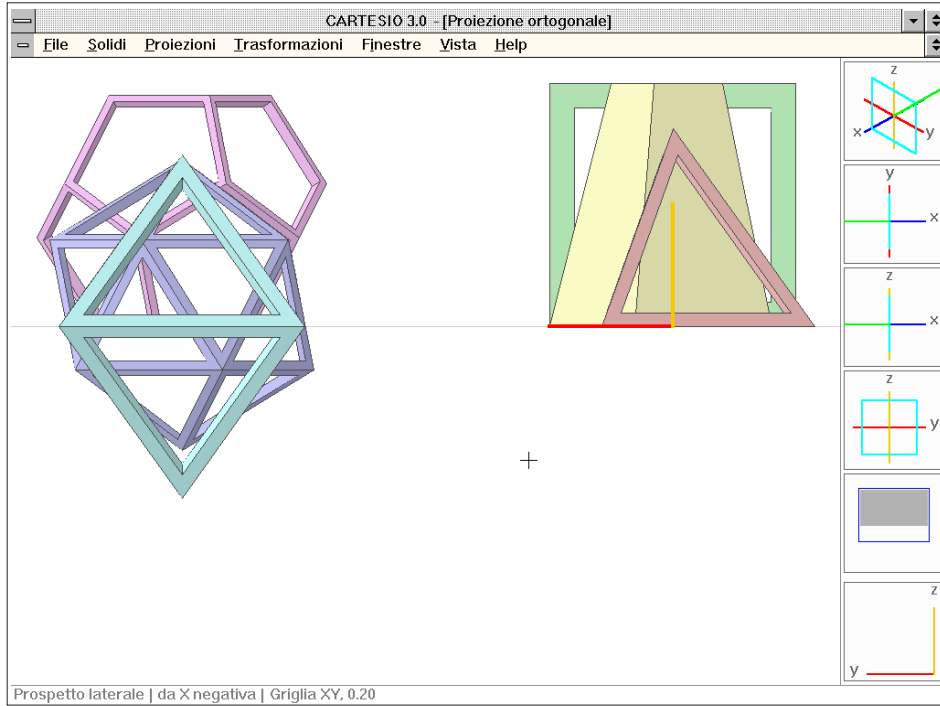 CARTESIO 3.0 - [Proiezione ortogonale]
File Solidi Proiezioni Trasformazioni Finestre Vista Help
z
x y
y
x
z
x
z
y
z
y
Prospetto laterale | da X negativa | Griglia XY, 0.20